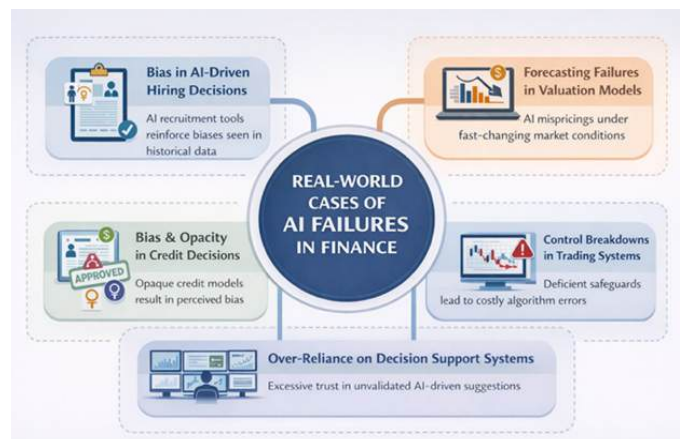 Bias in AI-Driven
Hiring Decisions
AI recruitment tools
reinforce biases seen in
historical data
Forecasting Failures
in Valuation Models
AI mispricings under
fast-changing market conditions
REAL-WORLD
CASES OF
AI FAILURES
IN FINANCE
Bias & Opacity
in Credit Decisions
APPROVED
Opaque credit models
result in perceived bias
Control Breakdowns
in Trading Systems
Deficient safeguards
lead to costly algorithm errors
Over-Reliance on Decision Support Systems
Excessive trust in unvalidated AI-driven suggestions